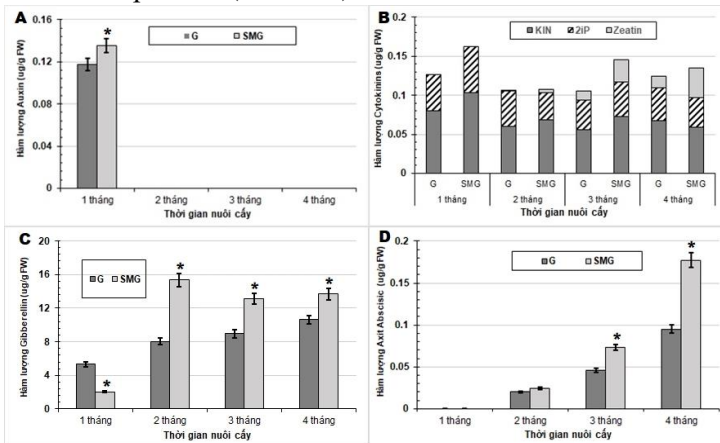 A
Hàm lượng Auxin (ug/g FW)
0.16
0.12
0.08
0.04
0
G SMG
*
1 tháng 2 tháng 3 tháng 4 tháng
Thời gian nuôi cấy
B
Hàm lượng Cytokinins (ug/g FW)
0.2
0.15
0.1
0.05
0
KIN 2iP Zeatin
G SMG G SMG G SMG G SMG
1 tháng 2 tháng 3 tháng 4 tháng
Thời gian nuôi cấy
C
Hàm lượng Gibberellin (ug/g FW)
20
16
12
8
4
0
G SMG
* * * *
1 tháng 2 tháng 3 tháng 4 tháng
Thời gian nuôi cấy
D
Hàm lượng Axit Abscisic (ug/g FW)
0.2
0.15
0.1
0.05
0
G SMG
* *
1 tháng 2 tháng 3 tháng 4 tháng
Thời gian nuôi cấy